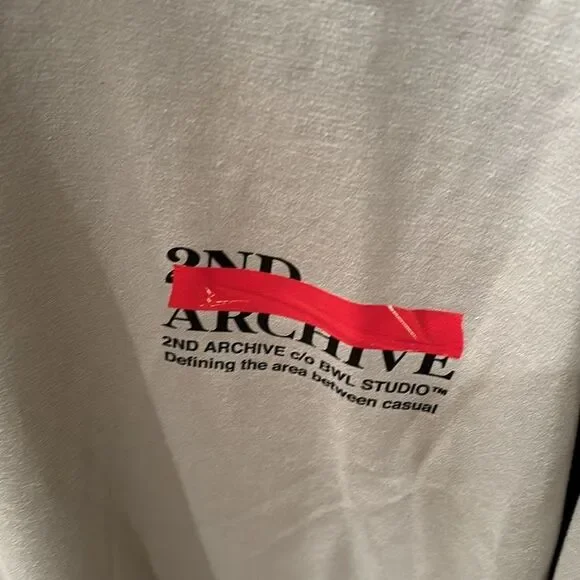 2ND
ARCHIVE
2ND ARCHIVE c/o BWL STUDIO™
Defining the area between casual